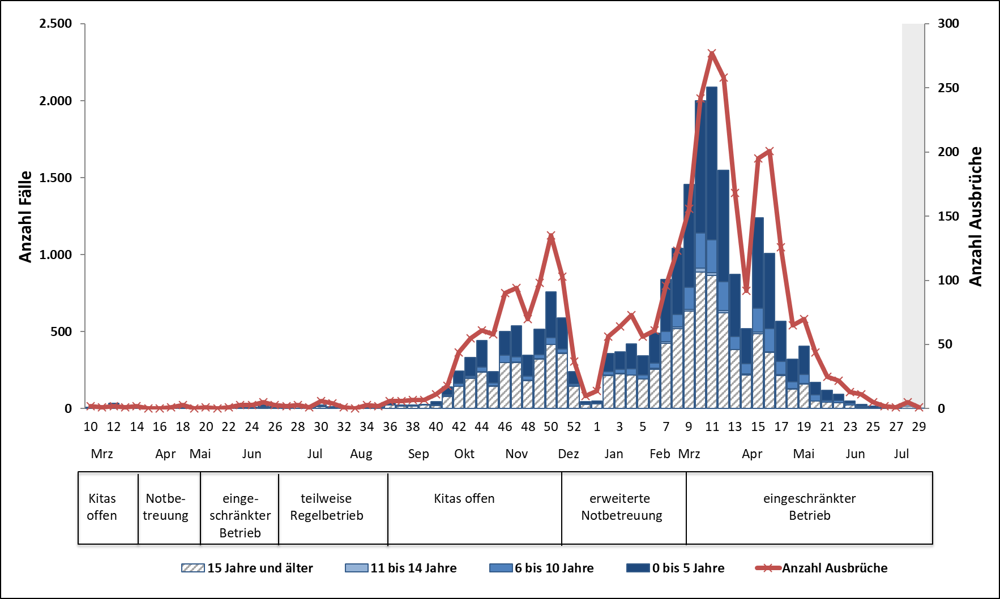 2.500
2.000
1.500
1.000
500
0
Anzahl Fälle
300
250
200
150
100
50
0
Anzahl Ausbrüche
10 12 14 16 18 20 22 24 26 28 30 32 34 36 38 40 42 44 46 48 50 52 1 3 5 7 9 11 13 15 17 19 21 23 25 27 29
Mrz Apr Mai Jun Jul Aug Sep Okt Nov Dez Jan Feb Mrz Apr Mai Jun Jul
Kitas
offen
Notbe-
treuung
einge-
schränkter
Betrieb
teilweise
Regelbetrieb
Kitas offen
erweiterte
Notbetreuung
eingeschränkter
Betrieb
15 Jahre und älter 11 bis 14 Jahre 6 bis 10 Jahre 0 bis 5 Jahre Anzahl Ausbrüche